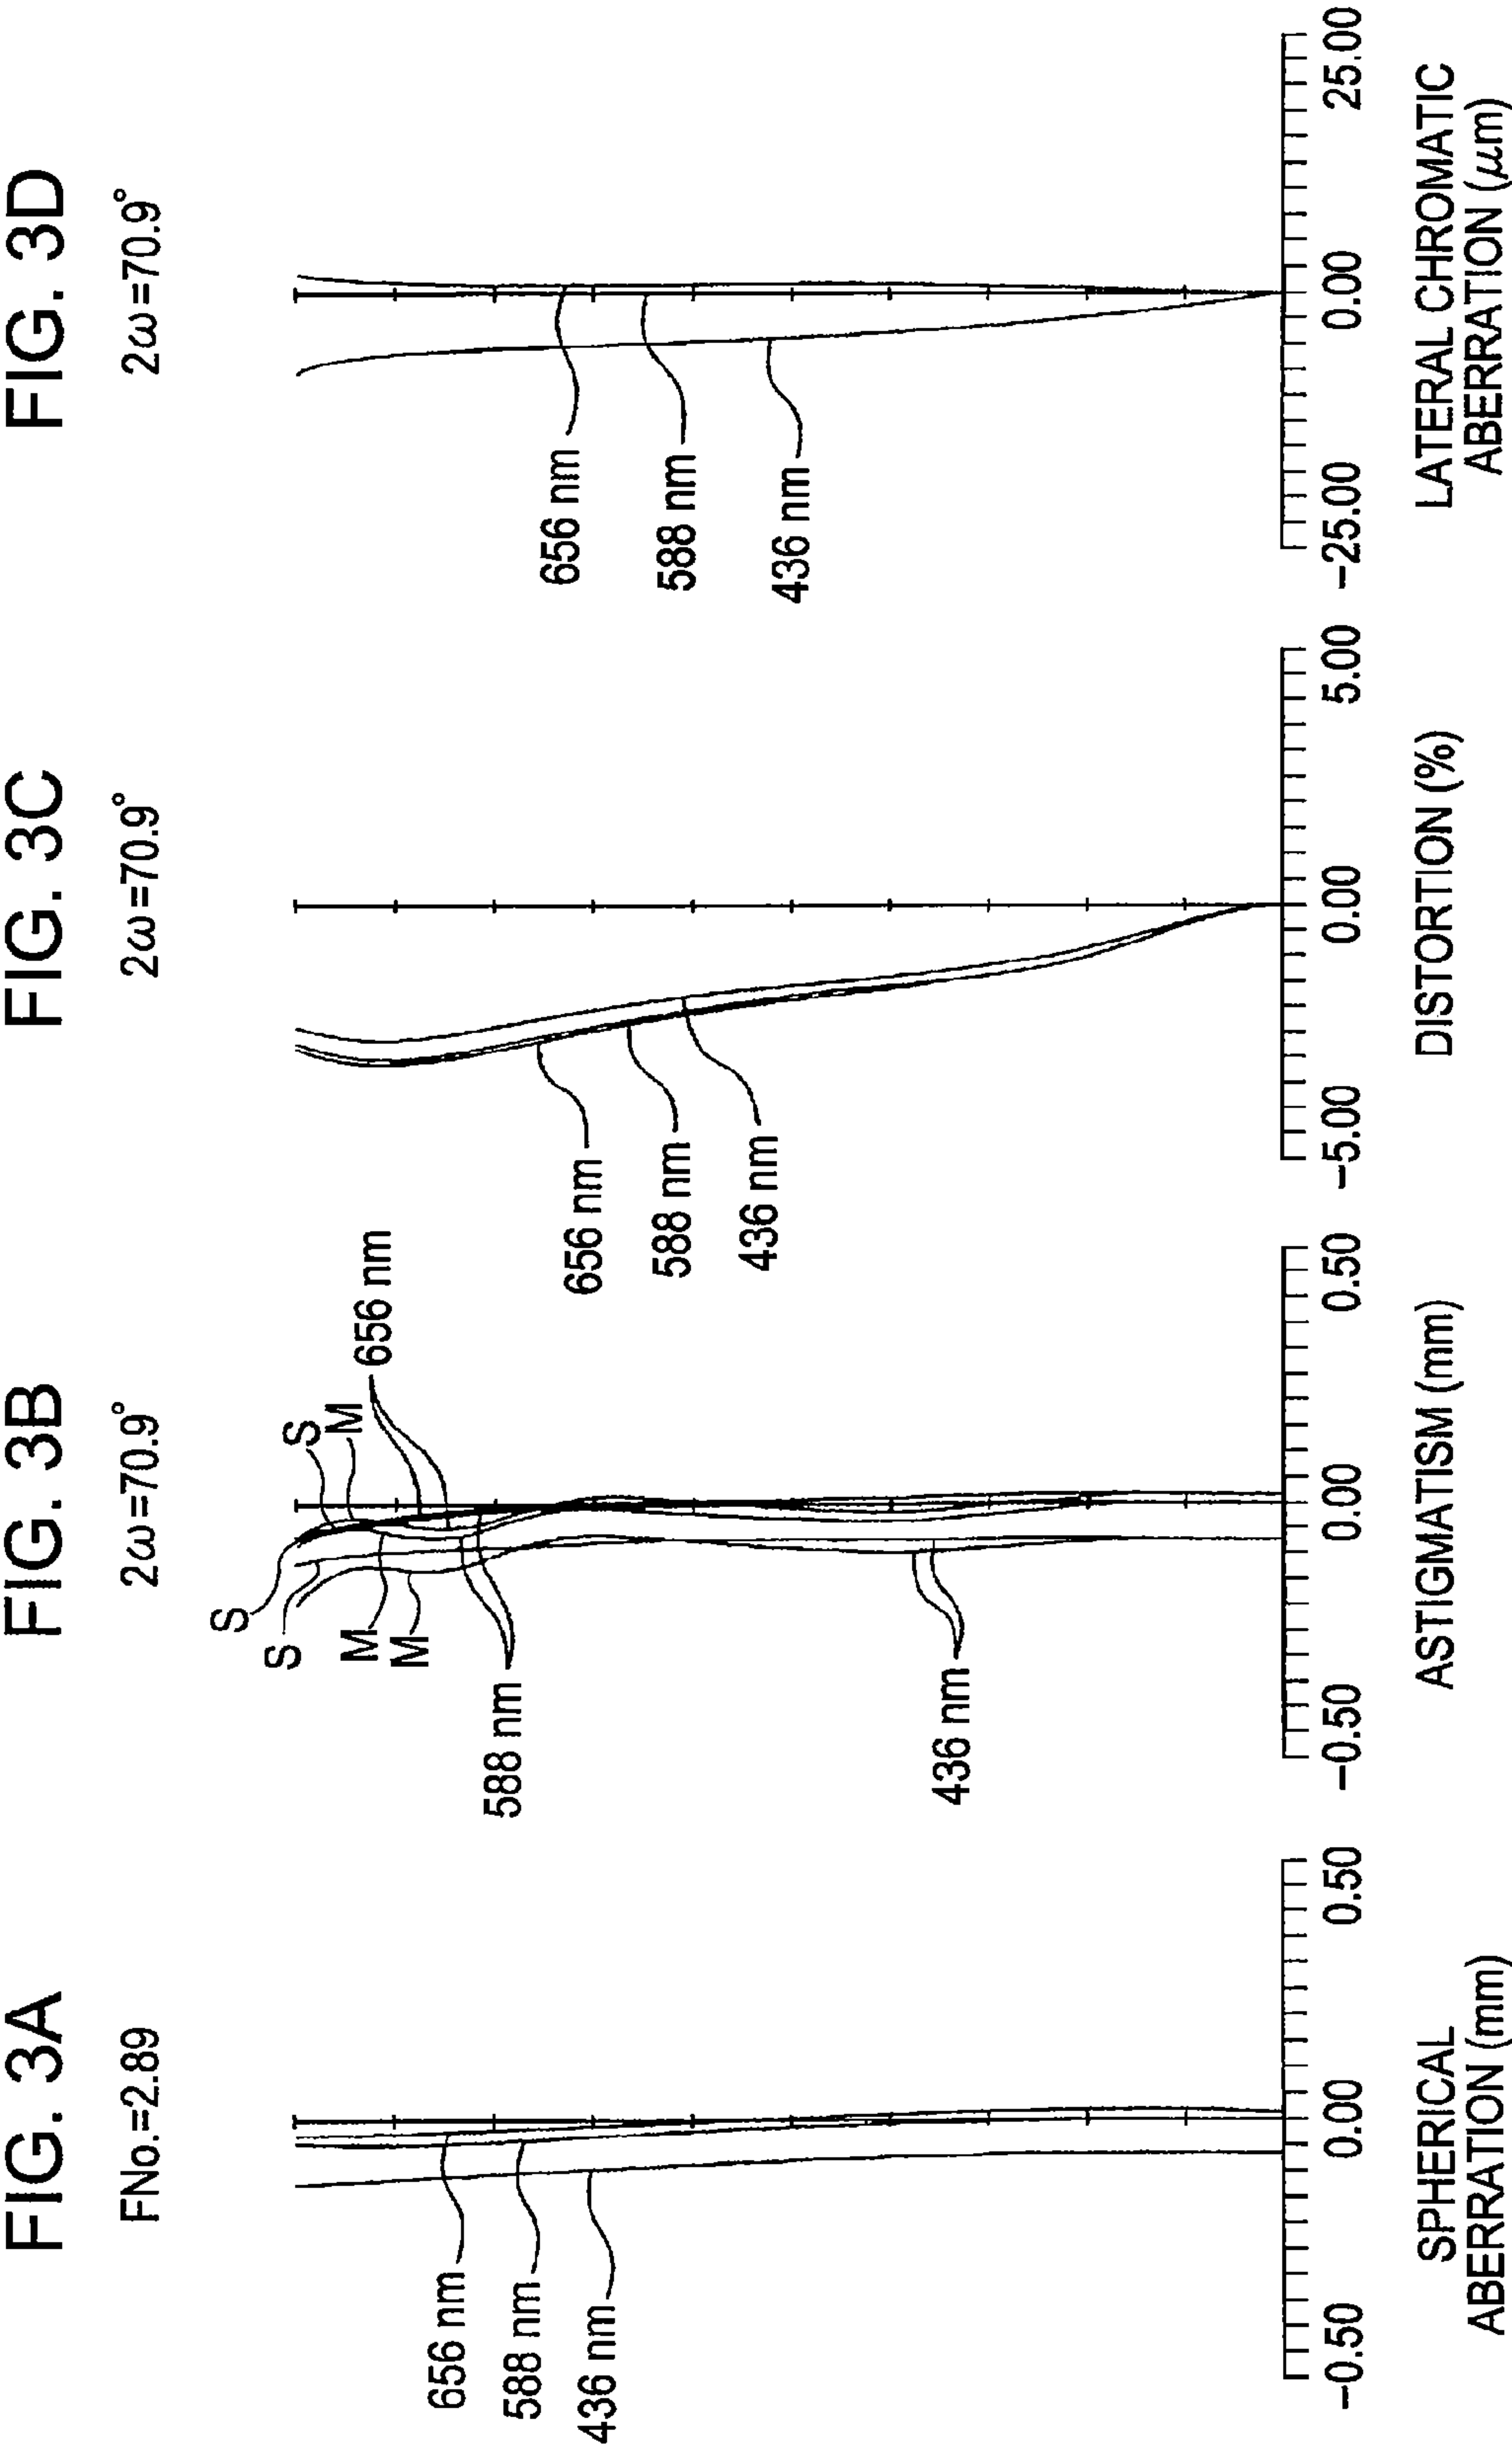 FIG. 3A
FNo.=2.89
656 nm
588 nm
436 nm
−0.50
0.00
0.50
SPHERICAL
ABERRATION (mm)
FIG. 3B
2ω=70.9°
S
S
M
M
S
M
656 nm
588 nm
436 nm
−0.50
0.00
0.50
ASTIGMATISM (mm)
FIG. 3C
2ω=70.9°
656 nm
588 nm
436 nm
−5.00
0.00
5.00
DISTORTION (%)
FIG. 3D
2ω=70.9°
656 nm
588 nm
436 nm
−25.00
0.00
25.00
LATERAL CHROMATIC
ABERRATION (μm)